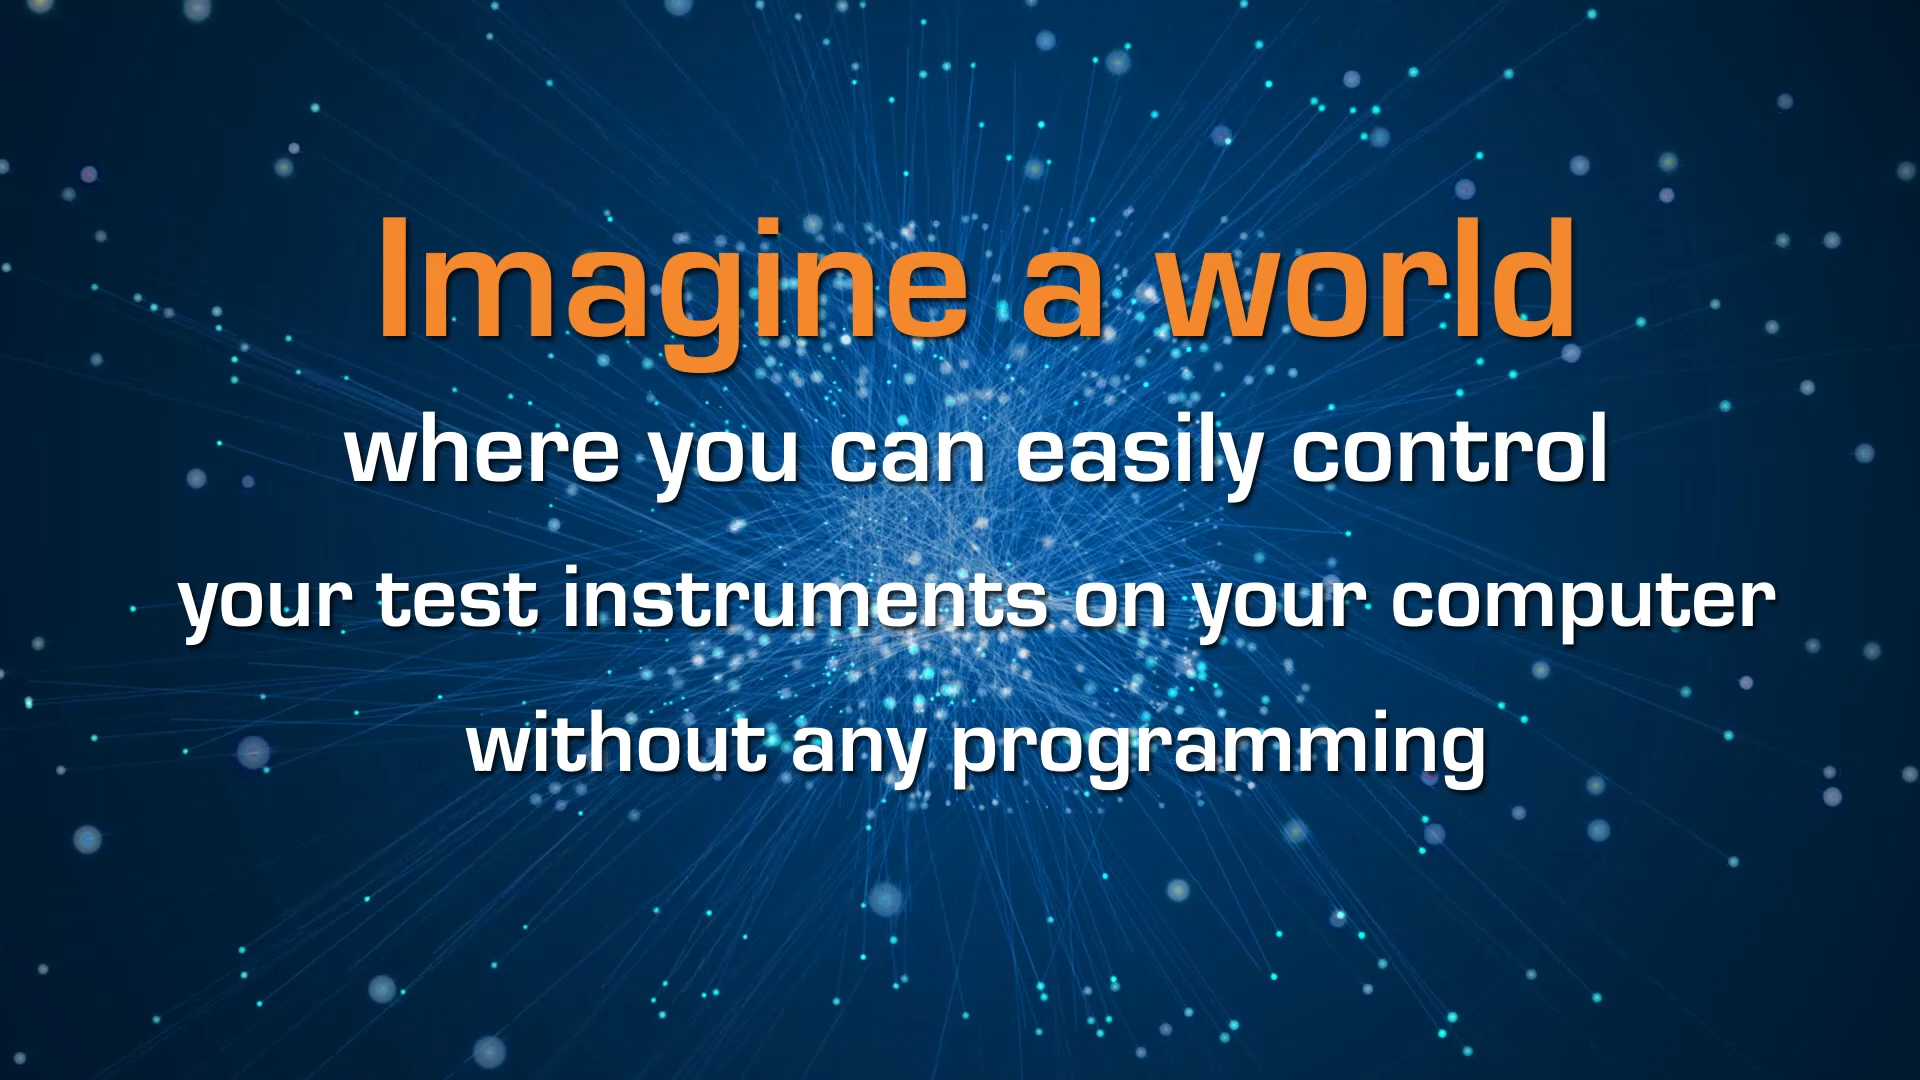 Imagine a world
where you can easily control
your test instruments on your computer
without any programming